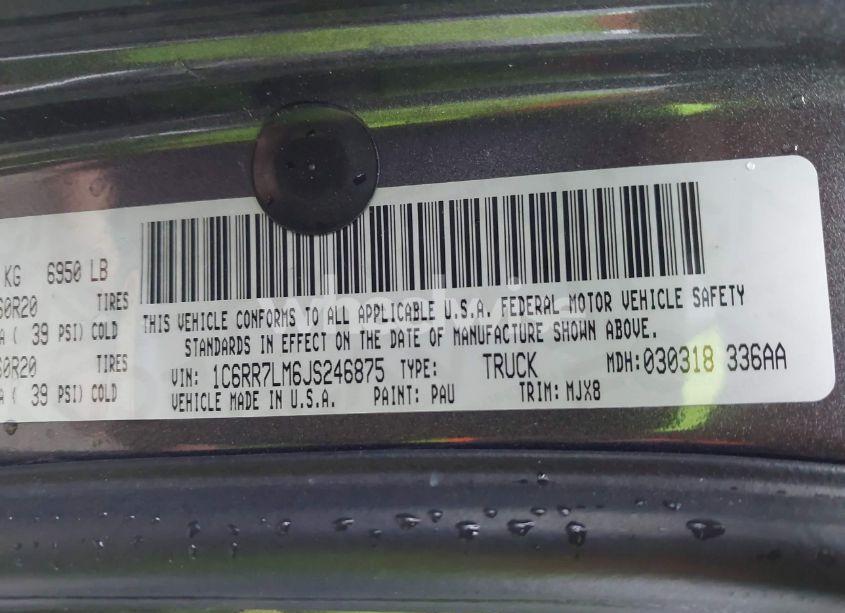 KG 6950 LB
60R20 TIRES
( 39 PSI) COLD
60R20 TIRES
( 39 PSI) COLD
THIS VEHICLE CONFORMS TO ALL APPLICABLE U.S.A. FEDERAL MOTOR VEHICLE SAFETY
STANDARDS IN EFFECT ON THE DATE OF MANUFACTURE SHOWN ABOVE.
VIN: 1C6RR7LM6JS246875 TYPE: TRUCK MDH:030318 336AA
VEHICLE MADE IN U.S.A. PAINT: PAU TRIM: MJX8